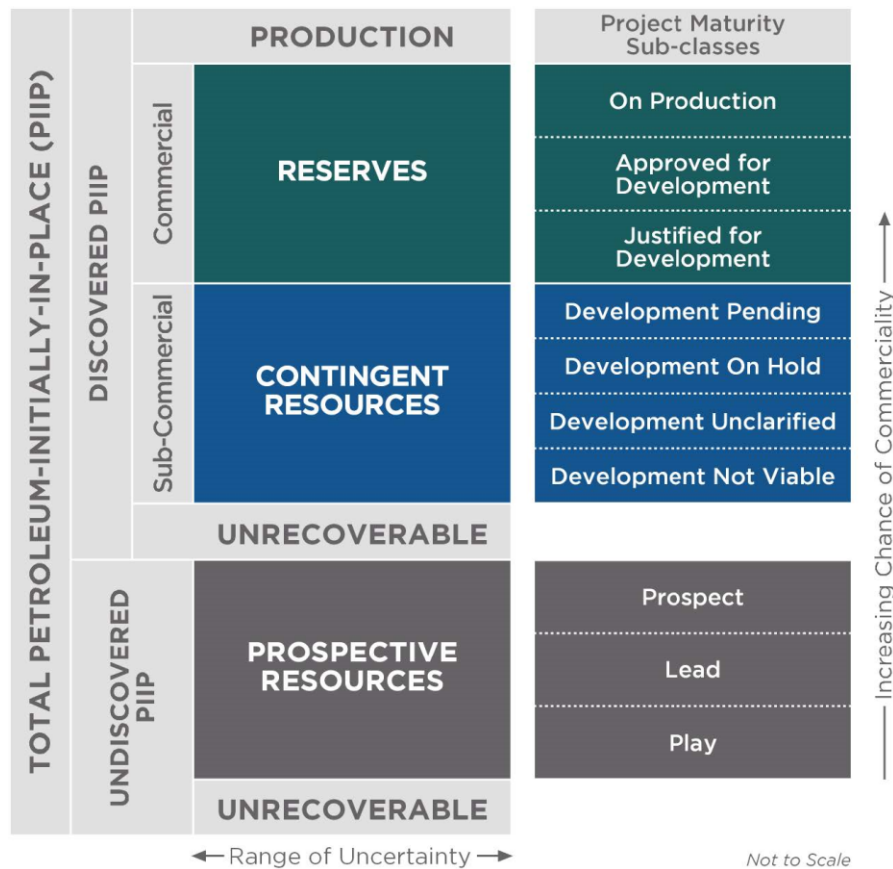 TOTAL PETROLEUM-INITIALLY-IN-PLACE (PIIP)
DISCOVERED PIIP
UNDISCOVERED
PIIP
Commercial
Sub-Commercial
PRODUCTION
RESERVES
CONTINGENT
RESOURCES
UNRECOVERABLE
PROSPECTIVE
RESOURCES
UNRECOVERABLE
Range of Uncertainty
Project Maturity
Sub-classes
On Production
Approved for
Development
Justified for
Development
Development Pending
Development On Hold
Development Unclarified
Development Not Viable
Prospect
Lead
Play
Increasing Chance of Commerciality
Not to Scale